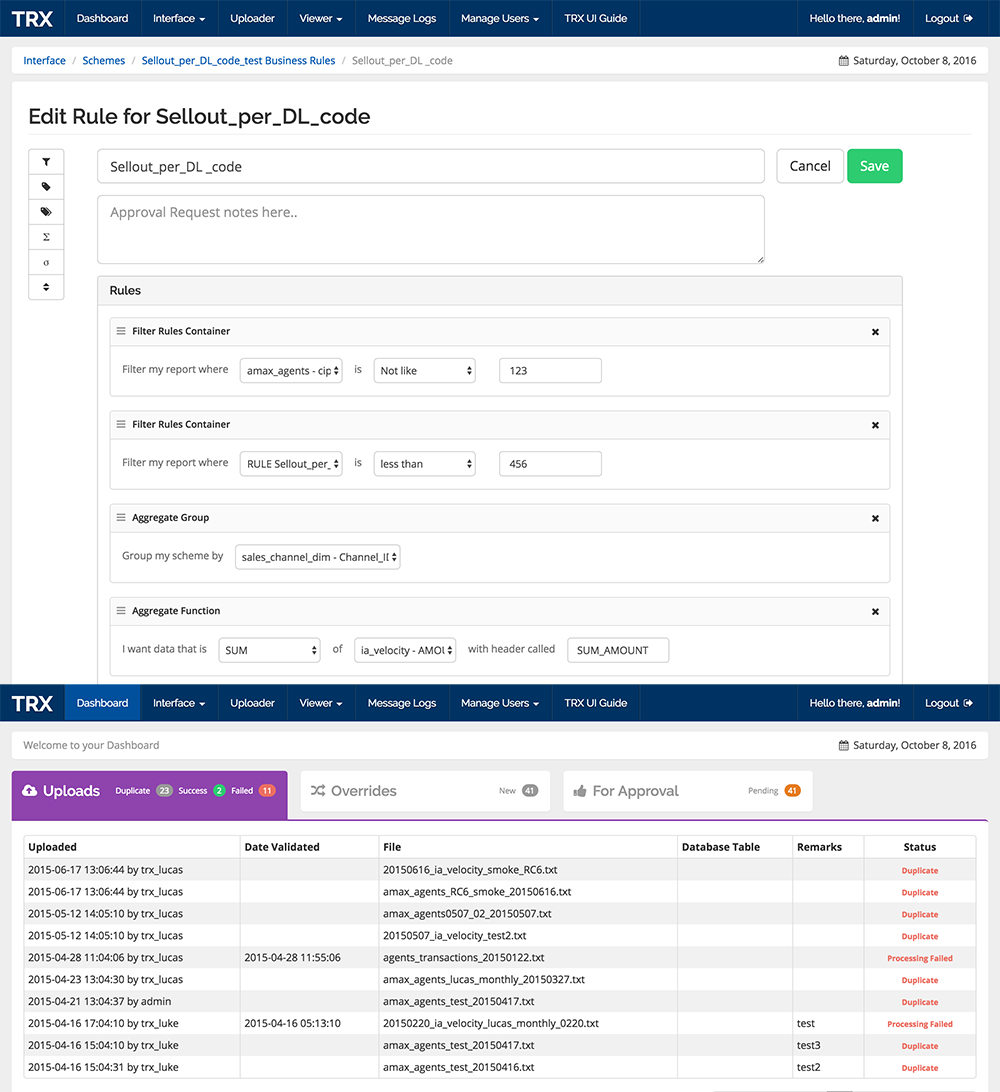 TRX Dashboard Interface Uploader Viewer Message Logs Manage Users TRX UI Guide Hello there, admin! Logout
Interface / Schemes / Sellout_per_DL_code_test Business Rules / Sellout_per_DL _code Saturday, October 8, 2016
Edit Rule for Sellout_per_DL_code
Sellout_per_DL _code Cancel Save
Approval Request notes here..
Σ
σ
Rules
Filter Rules Container
Filter my report where amax_agents - cip is Not like 123
Filter Rules Container
Filter my report where RULE Sellout_per_ is less than 456
Aggregate Group
Group my scheme by sales_channel_dim - Channel_ID
Aggregate Function
I want data that is SUM of ia_velocity - AMOU with header called SUM_AMOUNT
TRX Dashboard Interface Uploader Viewer Message Logs Manage Users TRX UI Guide Hello there, admin! Logout
Welcome to your Dashboard Saturday, October 8, 2016
Uploads Duplicate 23 Success 2 Failed 11 Overrides New 41 For Approval Pending 41
Uploaded Date Validated File Database Table Remarks Status
2015-06-17 13:06:44 by trx_lucas 20150616_ia_velocity_smoke_RC6.txt Duplicate
2015-06-17 13:06:44 by trx_lucas amax_agents_RC6_smoke_20150616.txt Duplicate
2015-05-12 14:05:10 by trx_lucas amax_agents0507_02_20150507.txt Duplicate
2015-05-12 14:05:10 by trx_lucas 20150507_ia_velocity_test2.txt Duplicate
2015-04-28 11:04:06 by trx_lucas 2015-04-28 11:55:06 agents_transactions_20150122.txt Processing Failed
2015-04-23 13:04:30 by trx_lucas amax_agents_lucas_monthly_20150327.txt Duplicate
2015-04-21 13:04:37 by admin amax_agents_test_20150417.txt Duplicate
2015-04-16 17:04:10 by trx_luke 2015-04-16 05:13:10 20150220_ia_velocity_lucas_monthly_0220.txt test Processing Failed
2015-04-16 15:04:10 by trx_luke amax_agents_test_20150417.txt test3 Duplicate
2015-04-16 15:04:31 by trx_luke amax_agents_test_20150416.txt test2 Duplicate